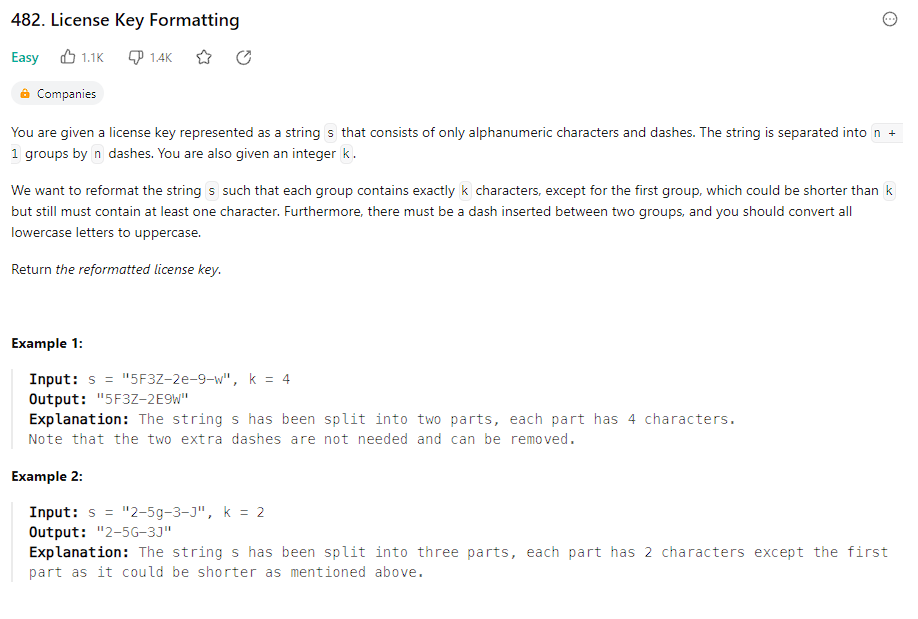 482. License Key Formatting
Easy 1.1K 1.4K
Companies
You are given a license key represented as a string s that consists of only alphanumeric characters and dashes. The string is separated into n +
1 groups by n dashes. You are also given an integer k.
We want to reformat the string s such that each group contains exactly k characters, except for the first group, which could be shorter than k
but still must contain at least one character. Furthermore, there must be a dash inserted between two groups, and you should convert all
lowercase letters to uppercase.
Return the reformatted license key.
Example 1:
Input: s = "5F3Z-2e-9-w", k = 4
Output: "5F3Z-2E9W"
Explanation: The string s has been split into two parts, each part has 4 characters.
Note that the two extra dashes are not needed and can be removed.
Example 2:
Input: s = "2-5g-3-J", k = 2
Output: "2-5G-3J"
Explanation: The string s has been split into three parts, each part has 2 characters except the first
part as it could be shorter as mentioned above.